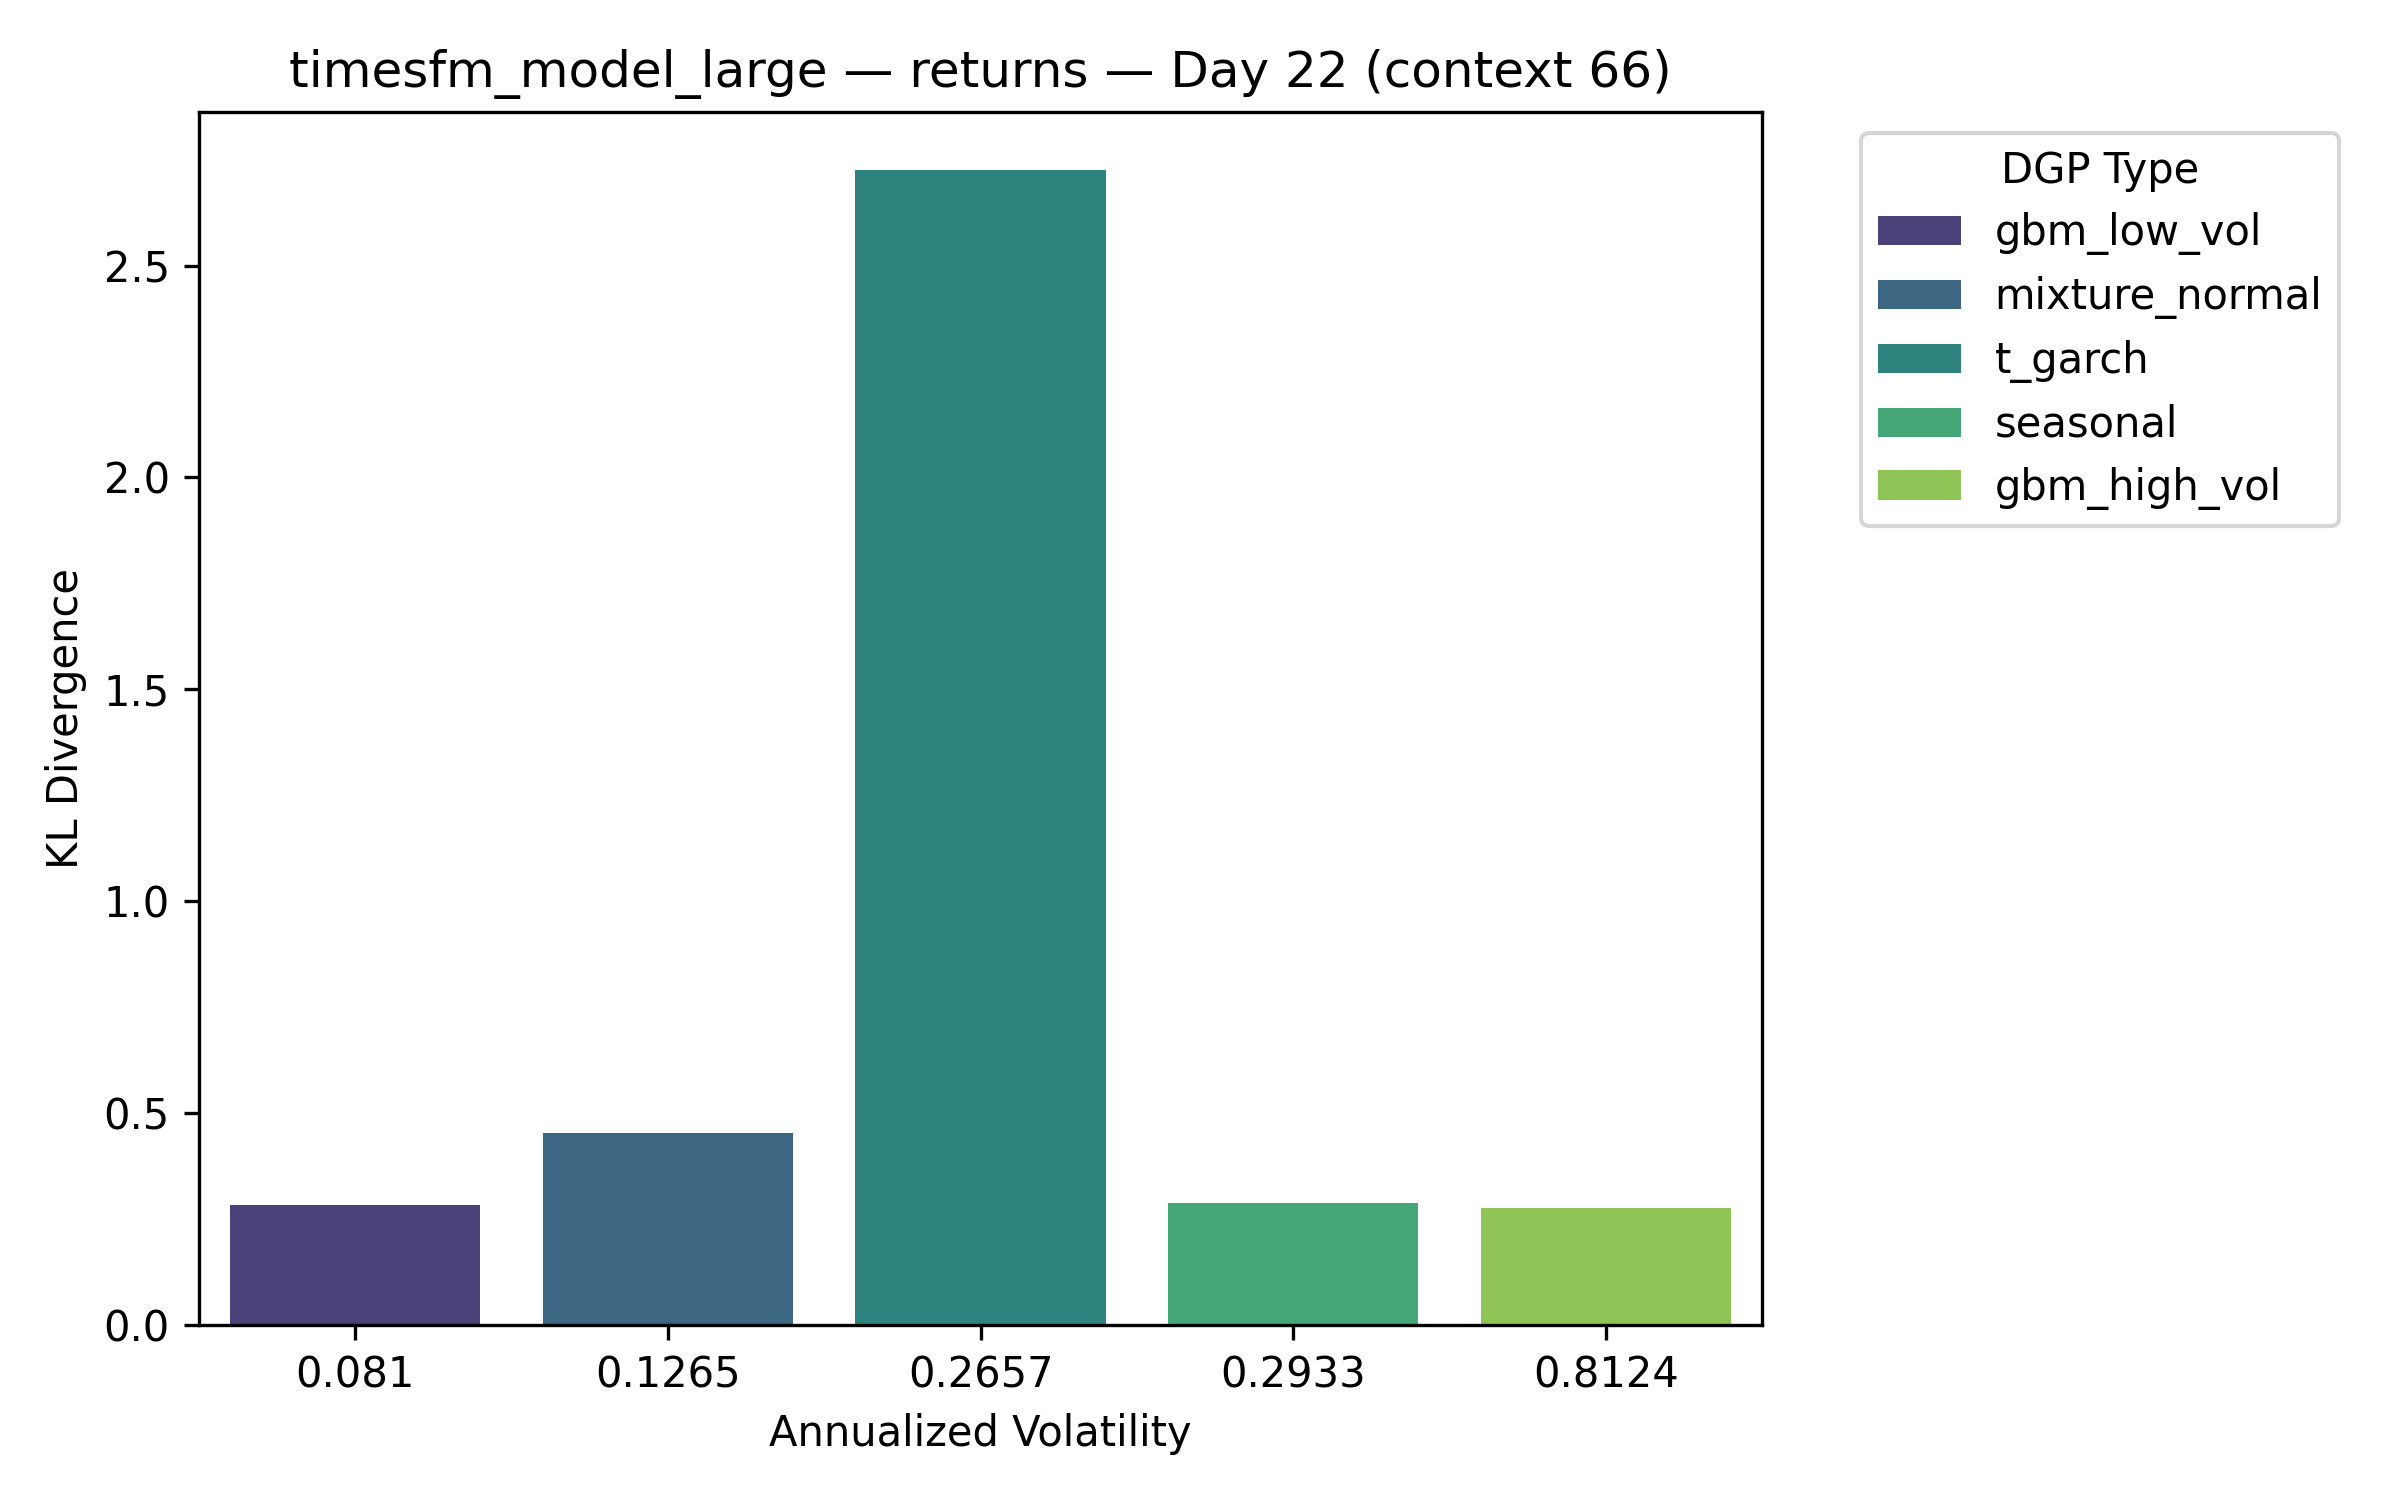 timesfm_model_large — returns — Day 22 (context 66)
KL Divergence
2.5
2.0
1.5
1.0
0.5
0.0
0.081 0.1265 0.2657 0.2933 0.8124
Annualized Volatility
DGP Type
gbm_low_vol
mixture_normal
t_garch
seasonal
gbm_high_vol